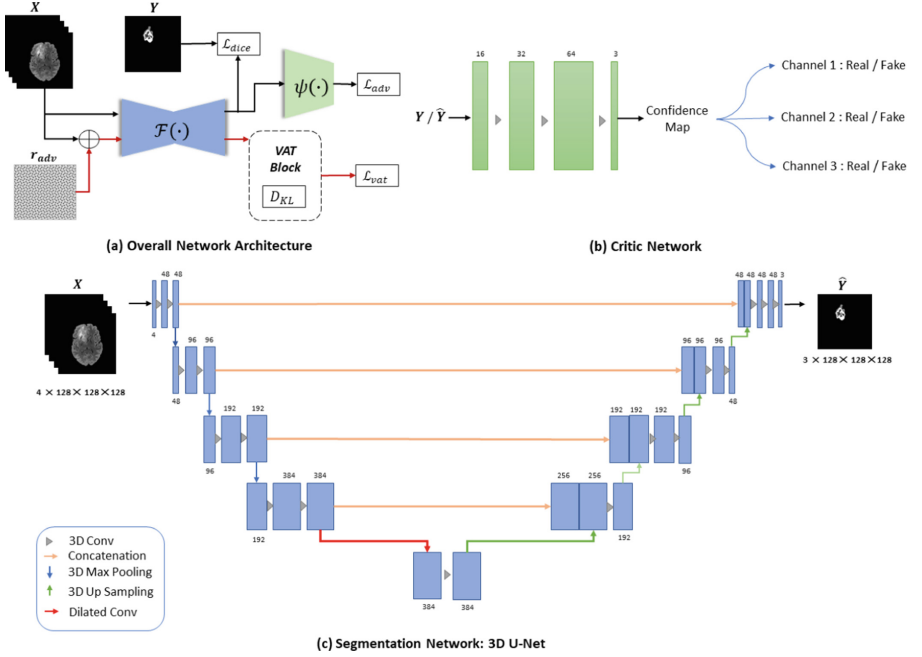 X
Y
𝓛dice
ψ(·)
𝓛adv
𝓕(·)
r_adv
VAT
Block
D_KL
𝓛vat
(a) Overall Network Architecture
16
32
64
3
Y / Ŷ
Confidence
Map
Channel 1 : Real / Fake
Channel 2 : Real / Fake
Channel 3 : Real / Fake
(b) Critic Network
X
4 × 128 × 128 × 128
48 48
4
96 96
48
192 192
96
384 384
192
384 384
256 256
192
192 192 192
96
96 96 96
48
48 48 48 48 3
Ŷ
3 × 128 × 128 × 128
3D Conv
Concatenation
3D Max Pooling
3D Up Sampling
Dilated Conv
(c) Segmentation Network: 3D U-Net